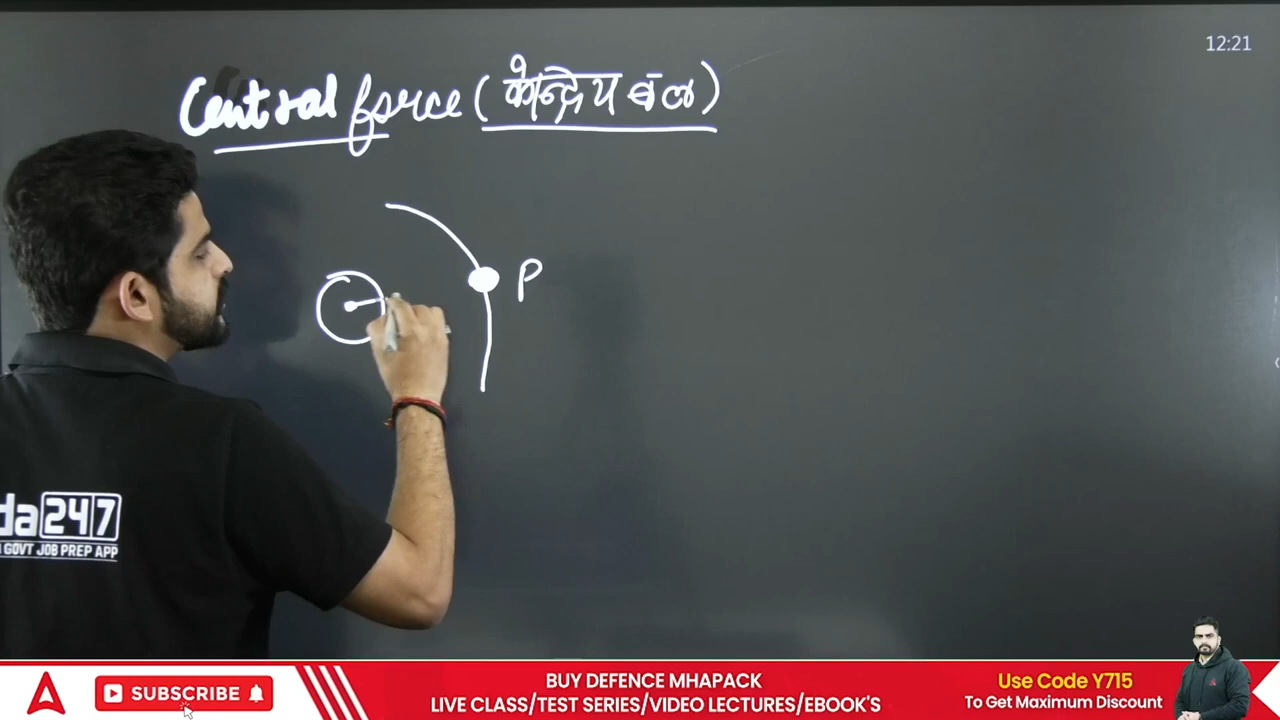 12:21
Central force (केन्द्रीय बल)
P
da247
GOVT JOB PREP APP
SUBSCRIBE
BUY DEFENCE MHAPACK
LIVE CLASS/TEST SERIES/VIDEO LECTURES/EBOOK'S
Use Code Y715
To Get Maximum Discount